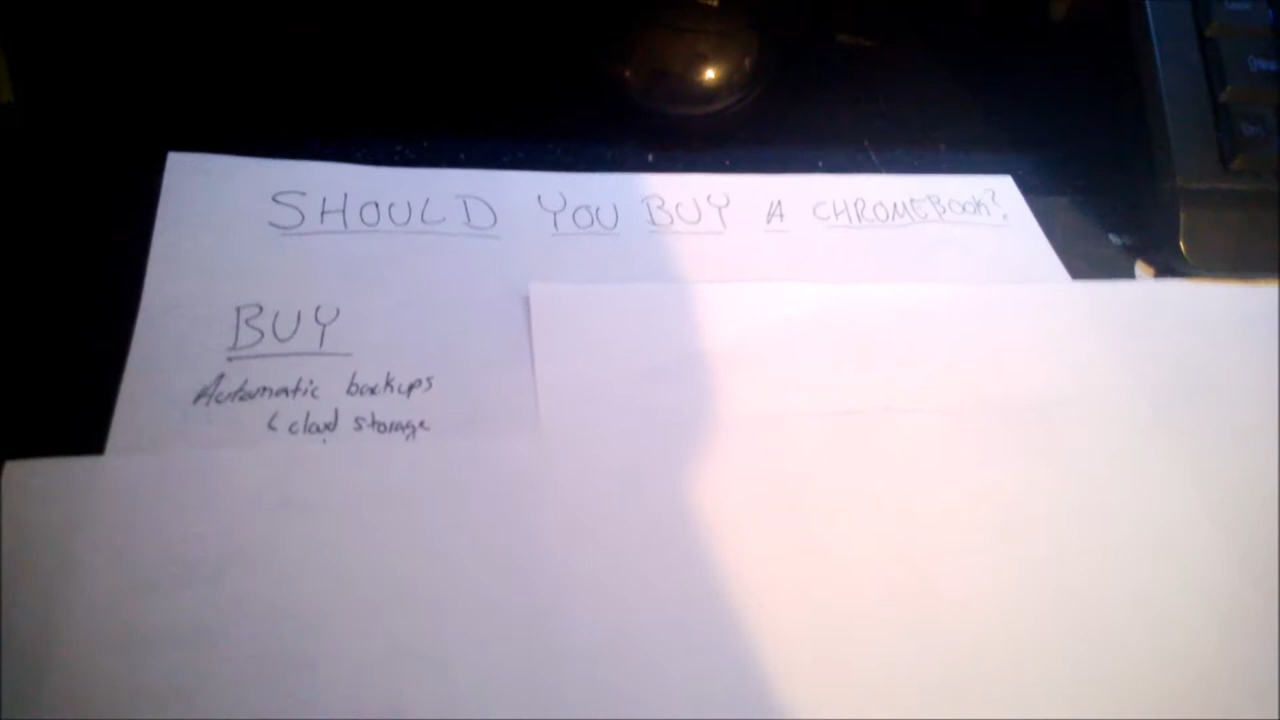 SHOULD YOU BUY A CHROMEBOOK?
BUY
Automatic backups
& cloud storage